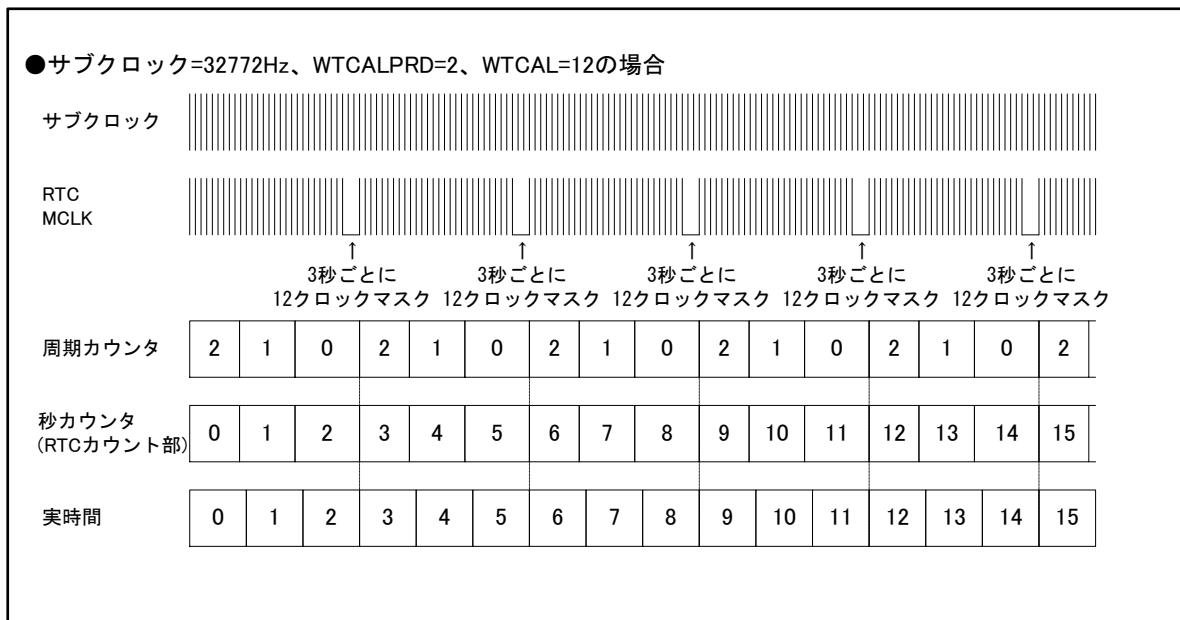 ●サブクロック=32772Hz、WTCALPRD=2、WTCAL=12の場合
サブクロック
RTC
MCLK
↑ ↑ ↑ ↑ ↑
3秒ごとに 3秒ごとに 3秒ごとに 3秒ごとに 3秒ごとに
12クロックマスク 12クロックマスク 12クロックマスク 12クロックマスク 12クロックマスク
周期カウンタ 2 1 0 2 1 0 2 1 0 2 1 0 2 1 0 2
秒カウンタ
(RTCカウント部) 0 1 2 3 4 5 6 7 8 9 10 11 12 13 14 15
実時間 0 1 2 3 4 5 6 7 8 9 10 11 12 13 14 15